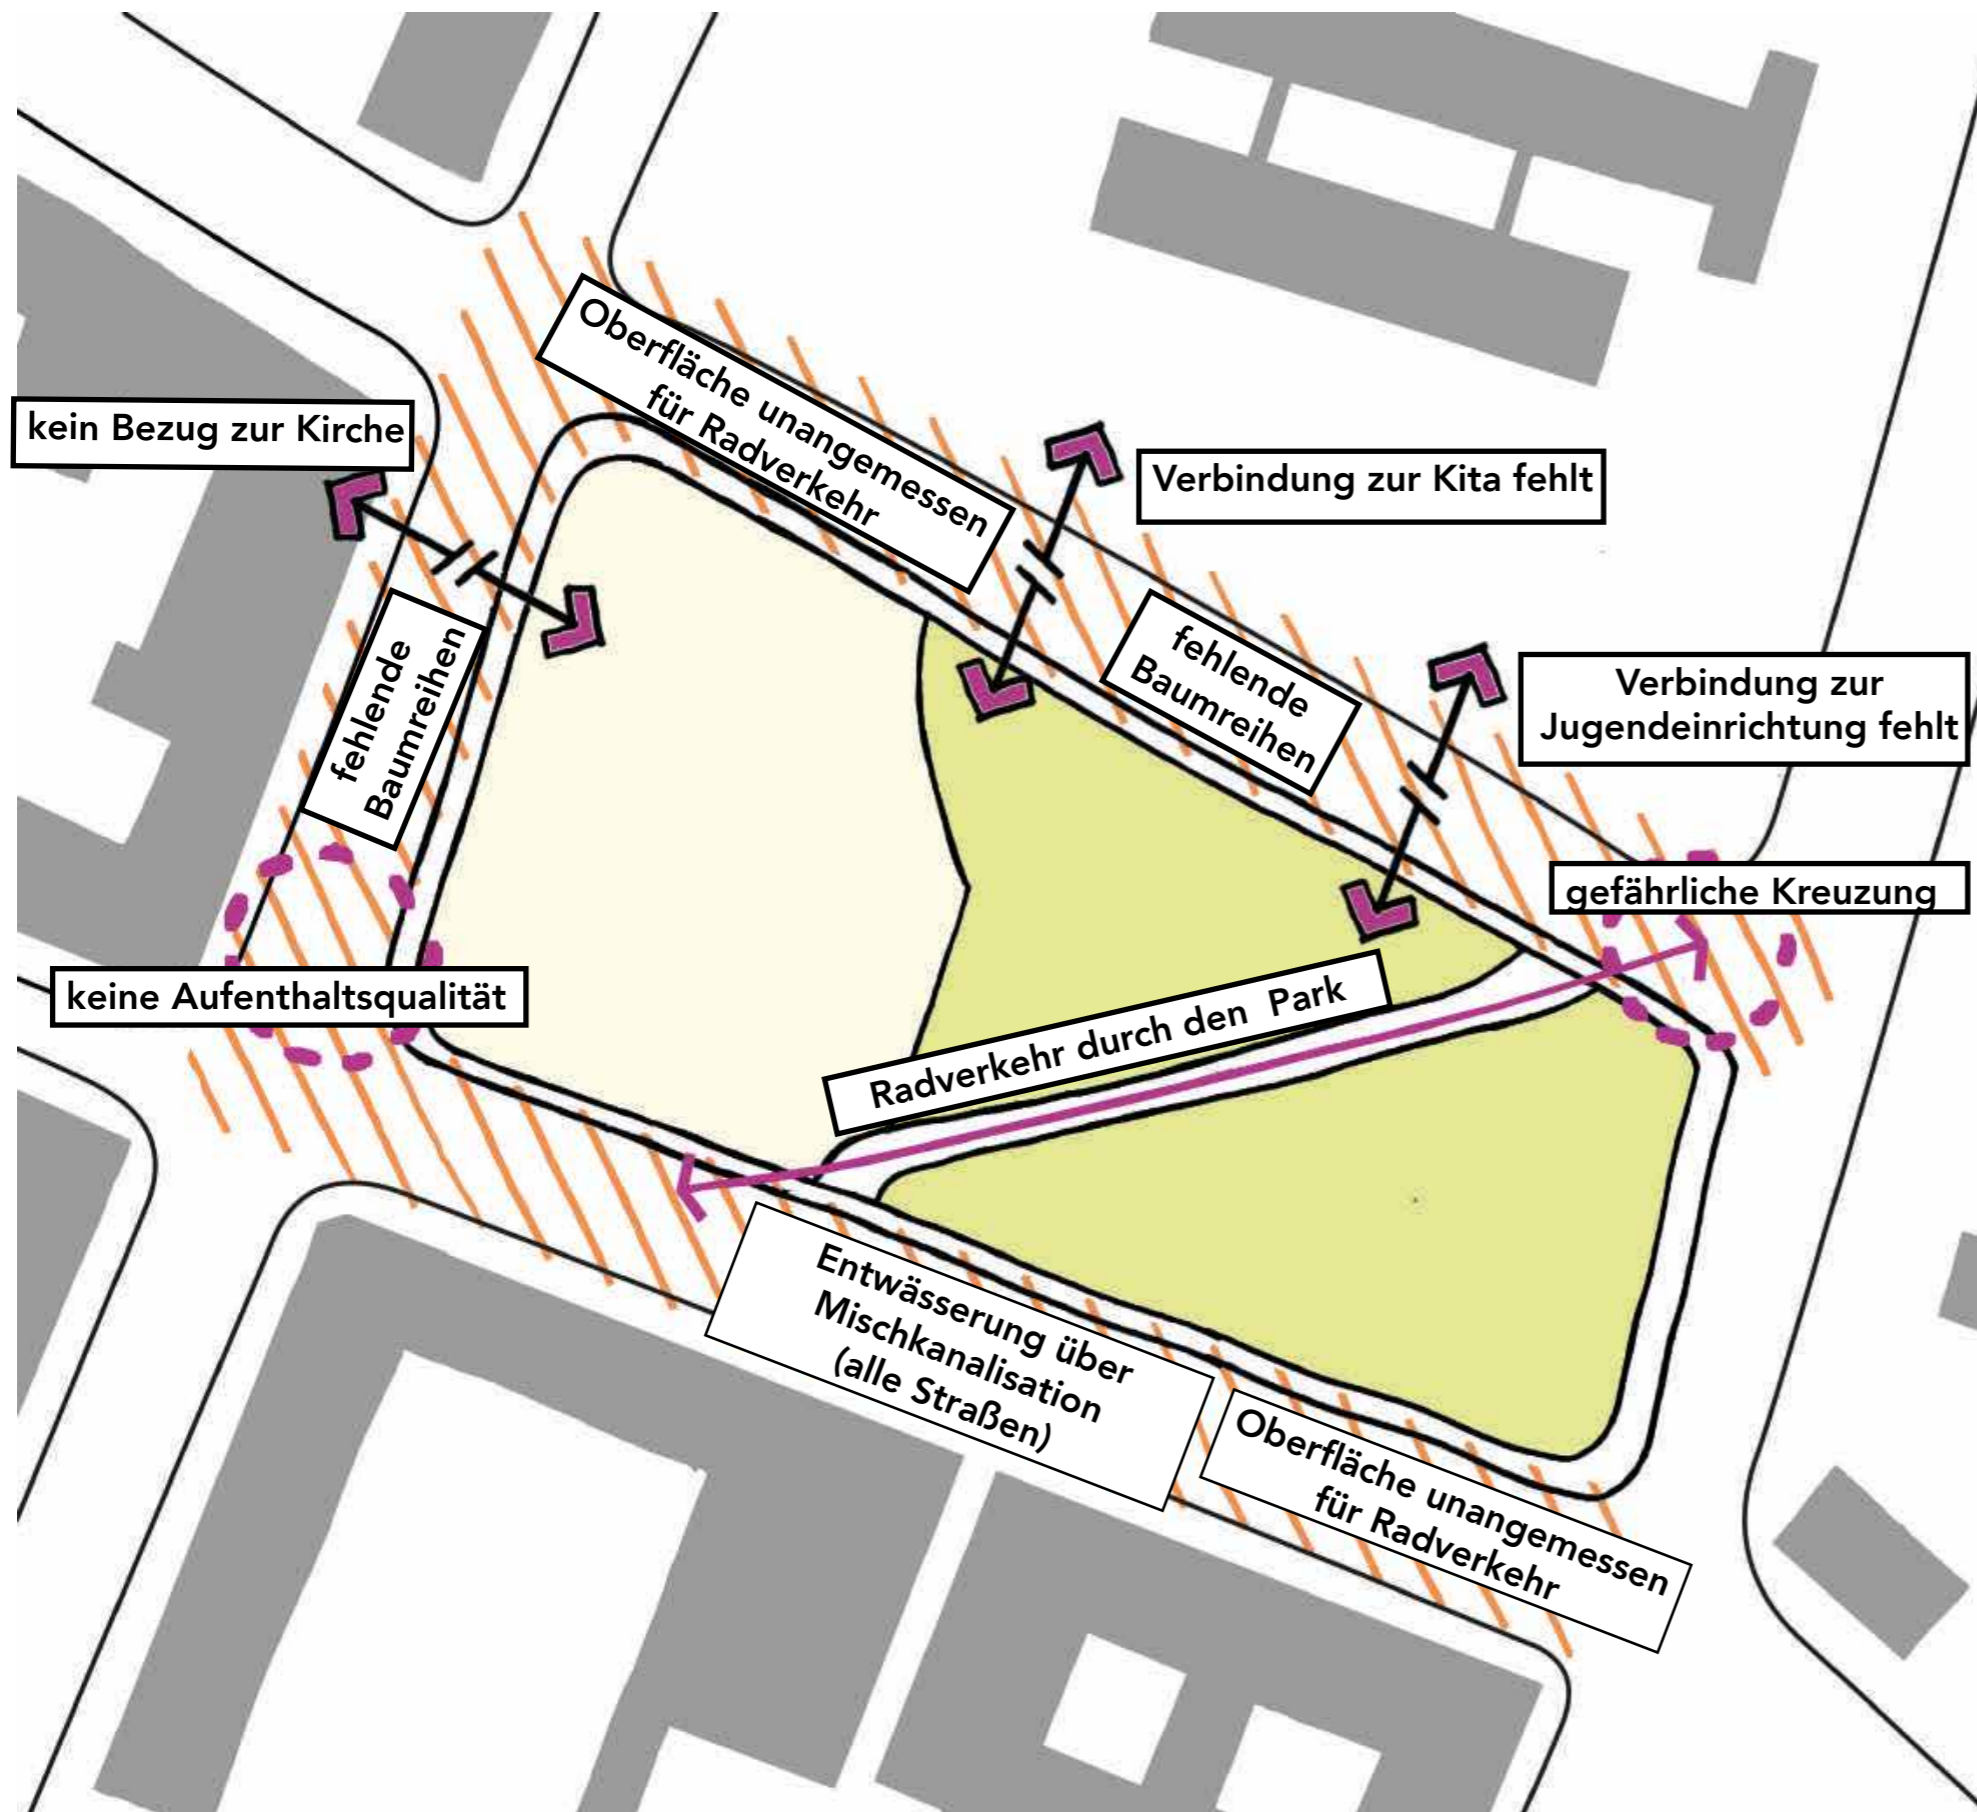 Oberfläche unangemessen
für Radverkehr
kein Bezug zur Kirche
Verbindung zur Kita fehlt
fehlende
Baumreihen
fehlende
Baumreihen
Verbindung zur
Jugendeinrichtung fehlt
gefährliche Kreuzung
keine Aufenthaltsqualität
Radverkehr durch den Park
Entwässerung über
Mischkanalisation
(alle Straßen)
Oberfläche unangemessen
für Radverkehr